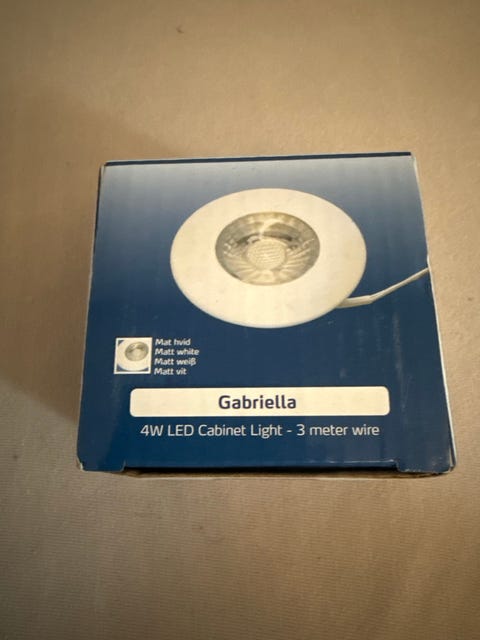 Mat hvid
Matt white
Matt weiß
Matt vit
Gabriella
4W LED Cabinet Light - 3 meter wire